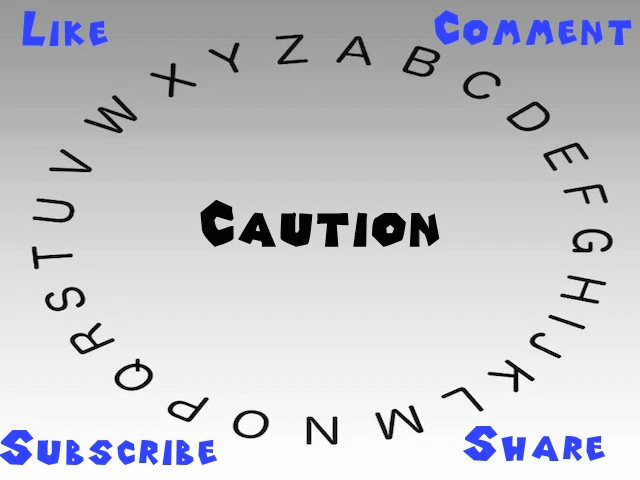 Like
Comment
A B C D E F G H I J K L M N O P Q R S T U V W X Y Z
Caution
Subscribe
Share